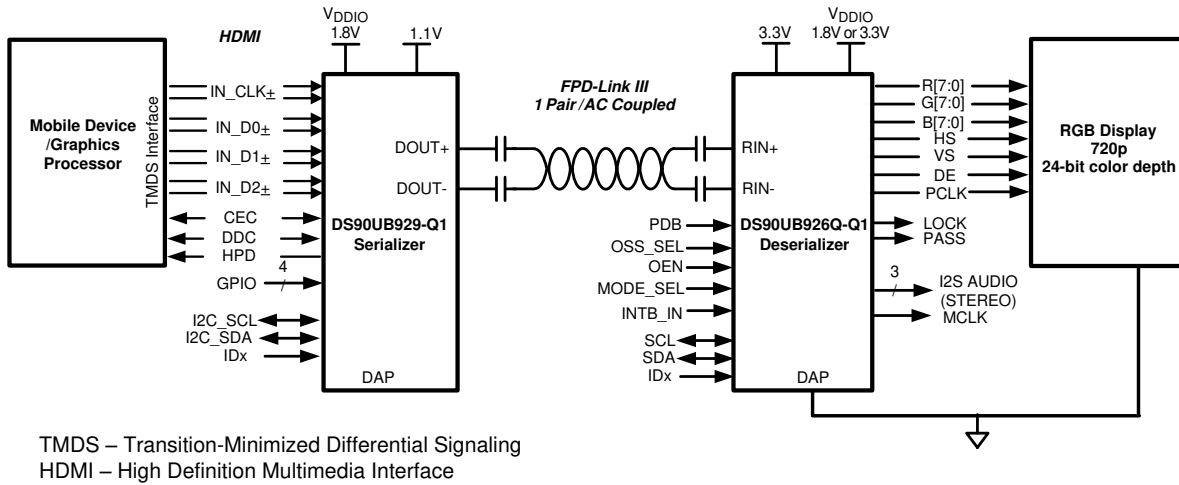 HDMI
VDDIO
1.8V
1.1V
3.3V
VDDIO
1.8V or 3.3V
FPD-Link III
1 Pair /AC Coupled
Mobile Device
/Graphics
Processor
TMDS Interface
IN_CLK±
IN_D0±
IN_D1±
IN_D2±
CEC
DDC
HPD
GPIO
4
I2C_SCL
I2C_SDA
IDx
DOUT+
DOUT-
DS90UB929-Q1
Serializer
DAP
RIN+
RIN-
PDB
OSS_SEL
OEN
MODE_SEL
INTB_IN
SCL
SDA
IDx
DS90UB926Q-Q1
Deserializer
DAP
R[7:0]
G[7:0]
B[7:0]
HS
VS
DE
PCLK
LOCK
PASS
3
I2S AUDIO
(STEREO)
MCLK
RGB Display
720p
24-bit color depth
TMDS – Transition-Minimized Differential Signaling
HDMI – High Definition Multimedia Interface